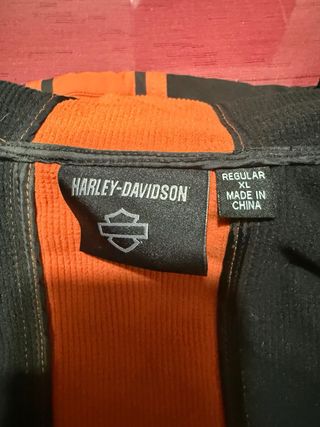 HARLEY-DAVIDSON
REGULAR
XL
MADE IN
CHINA